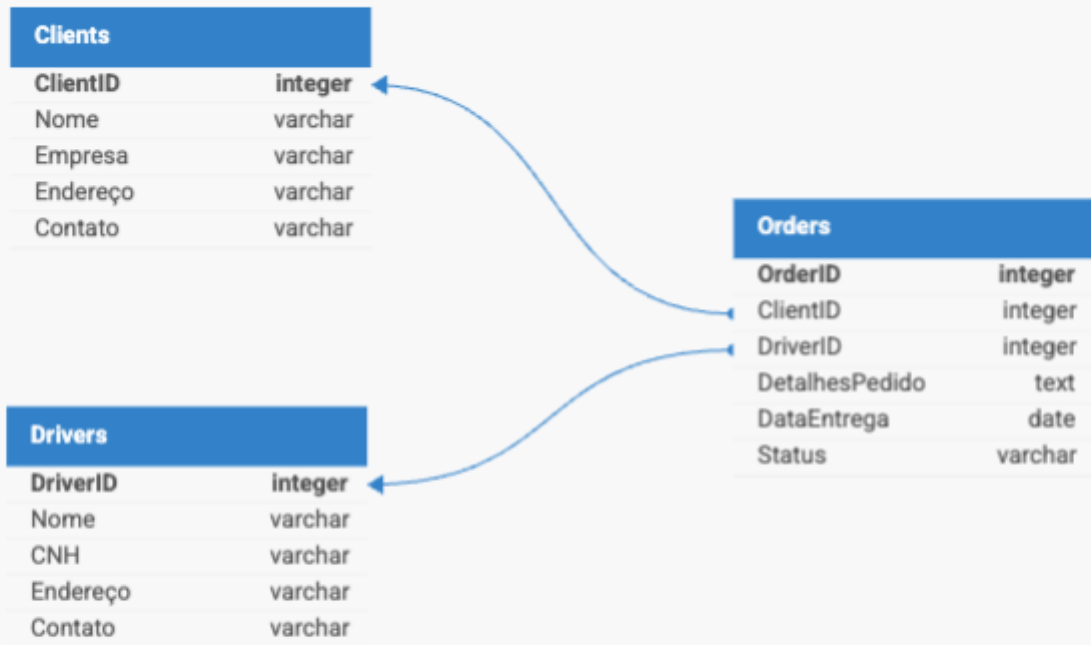 Clients
ClientID integer
Nome varchar
Empresa varchar
Endereço varchar
Contato varchar
Orders
OrderID integer
ClientID integer
DriverID integer
DetalhesPedido text
DataEntrega date
Status varchar
Drivers
DriverID integer
Nome varchar
CNH varchar
Endereço varchar
Contato varchar